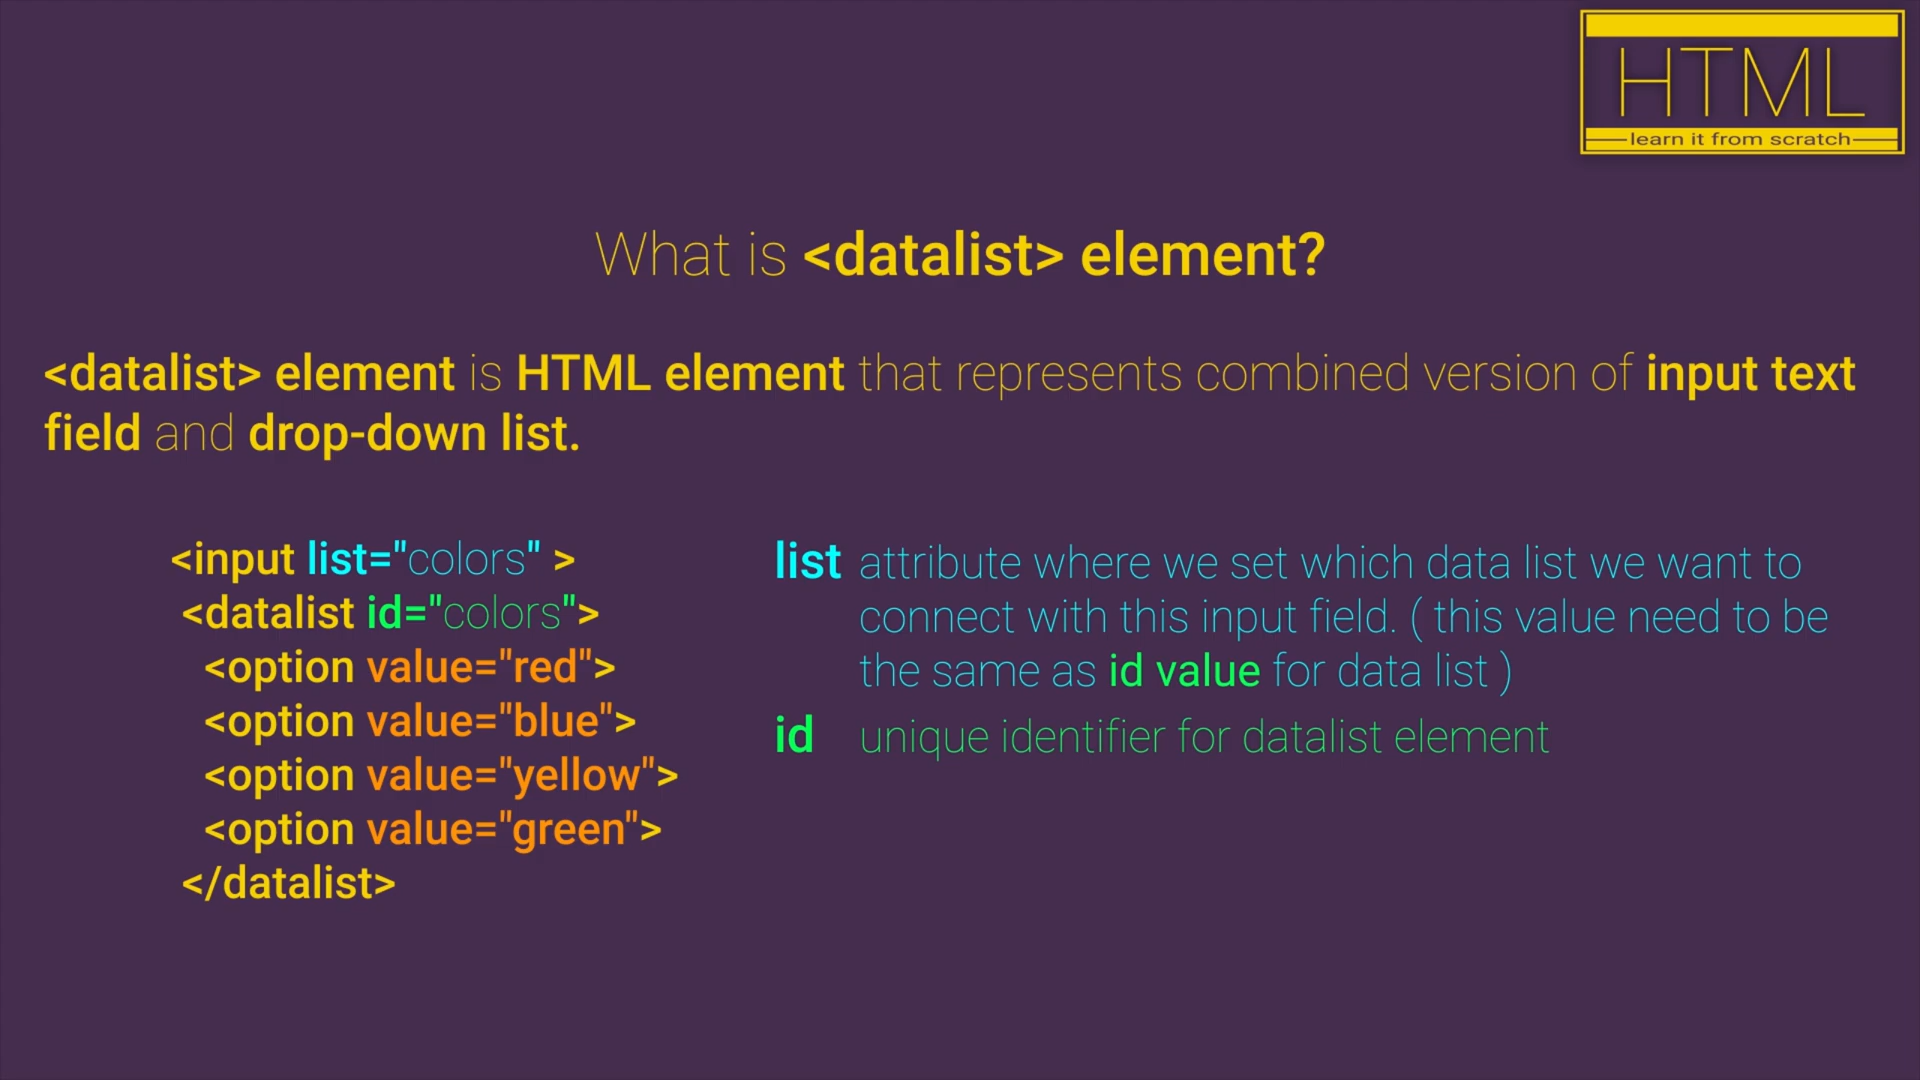 HTML
learn it from scratch
What is <datalist> element?
<datalist> element is HTML element that represents combined version of input text
field and drop-down list.
<input list="colors" >
<datalist id="colors">
<option value="red">
<option value="blue">
<option value="yellow">
<option value="green">
</datalist>
list attribute where we set which data list we want to
connect with this input field. ( this value need to be
the same as id value for data list )
id unique identifier for datalist element